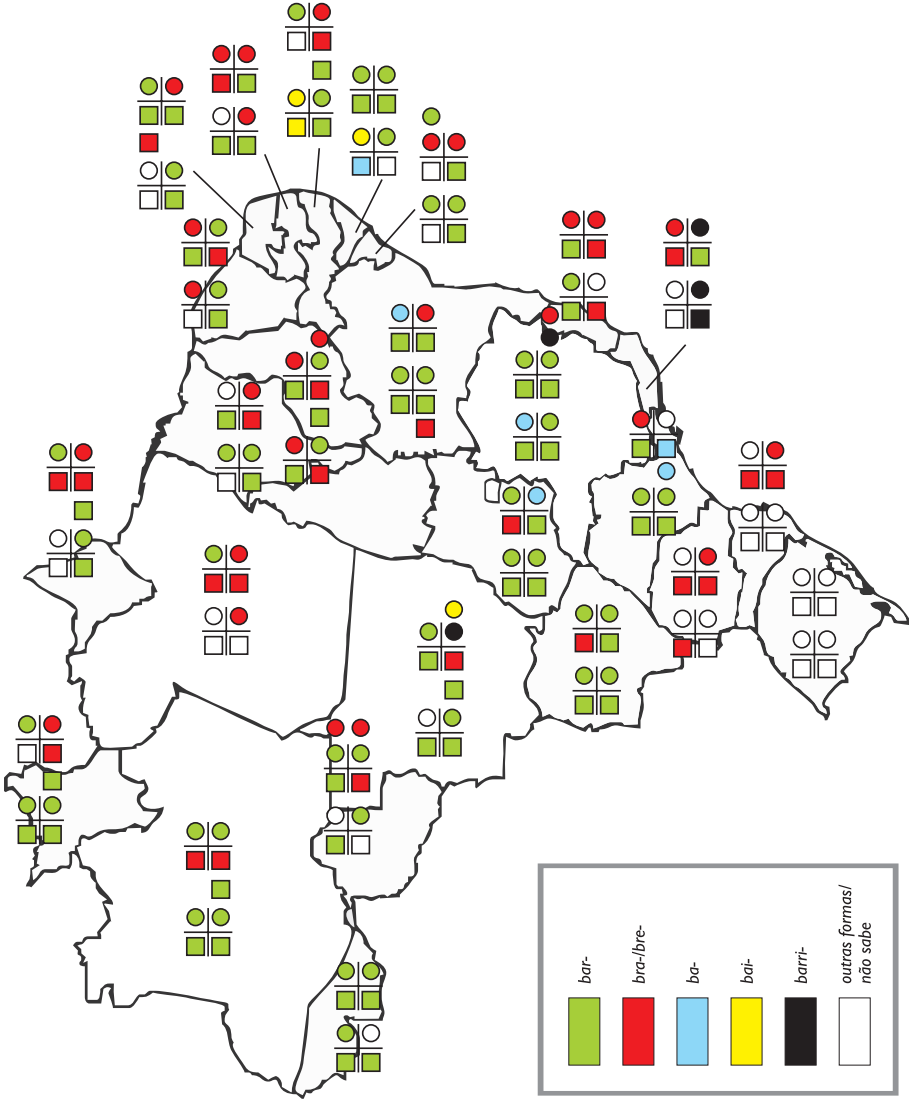 bar-
bra-/bre-
ba-
bai-
barri-
outras formas/
não sabe